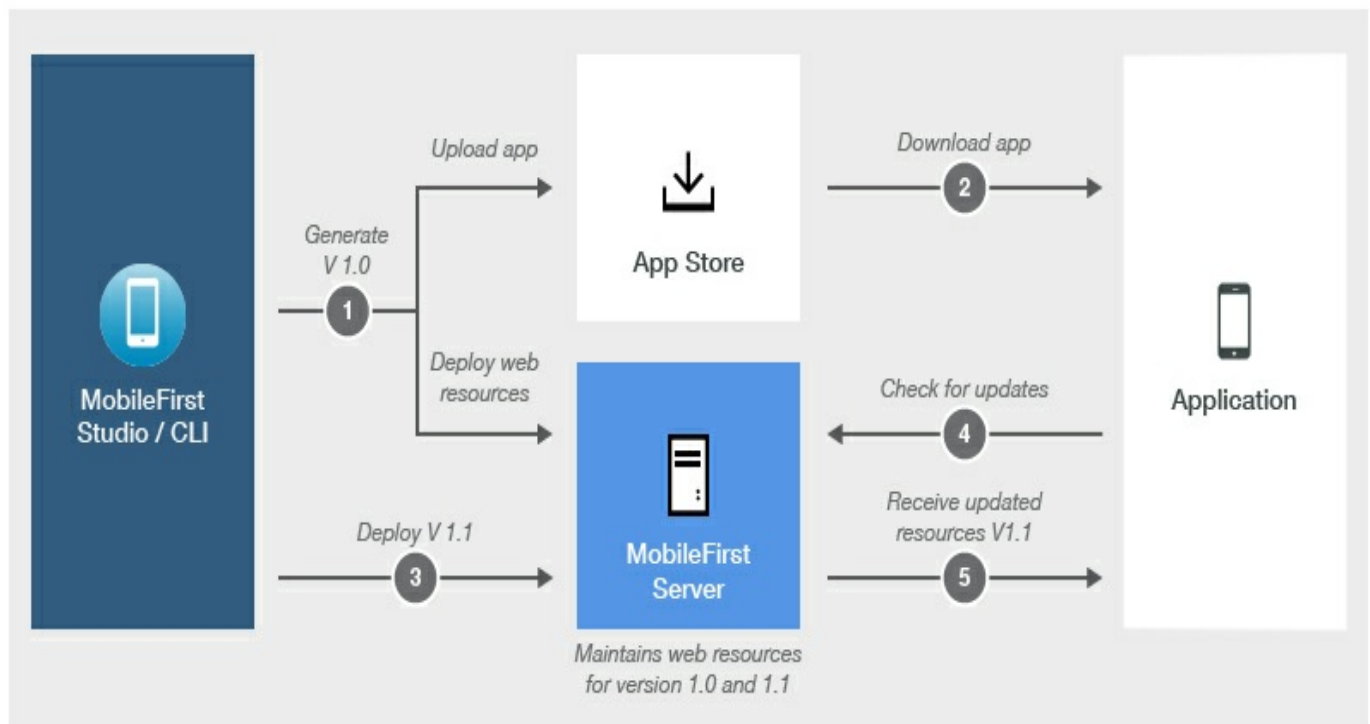 MobileFirst
Studio / CLI
Generate
V 1.0
1
Upload app
Deploy web
resources
App Store
Download app
2
Deploy V 1.1
3
MobileFirst
Server
Maintains web resources
for version 1.0 and 1.1
Check for updates
4
Receive updated
resources V1.1
5
Application